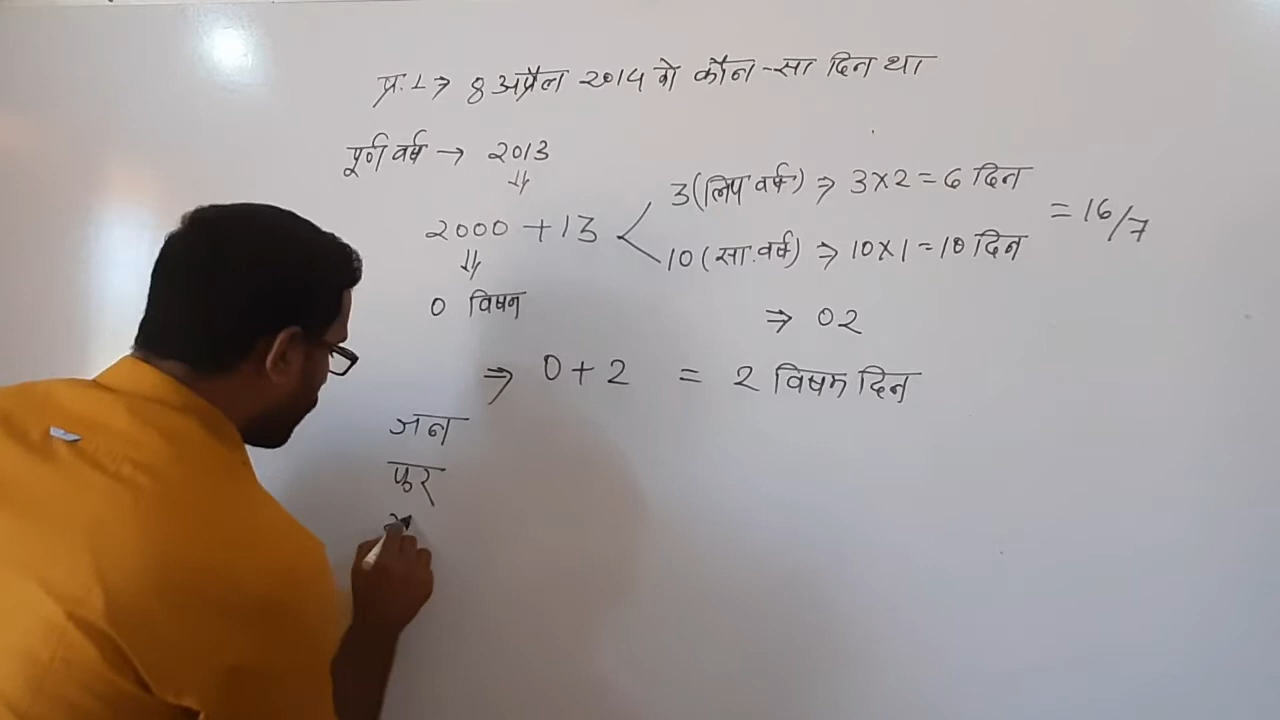 प्र.1→ 8 अप्रैल 2014 को कौन-सा दिन था
पूर्ण वर्ष → 2013
⇓
3(लिप वर्ष) ⇒ 3×2=6 दिन
2000 + 13
= 16/7
10 (सा. वर्ष) ⇒ 10×1=10 दिन
⇓
0 विषम
⇒ 02
⇒ 0+2 = 2 विषम दिन
जन
फर